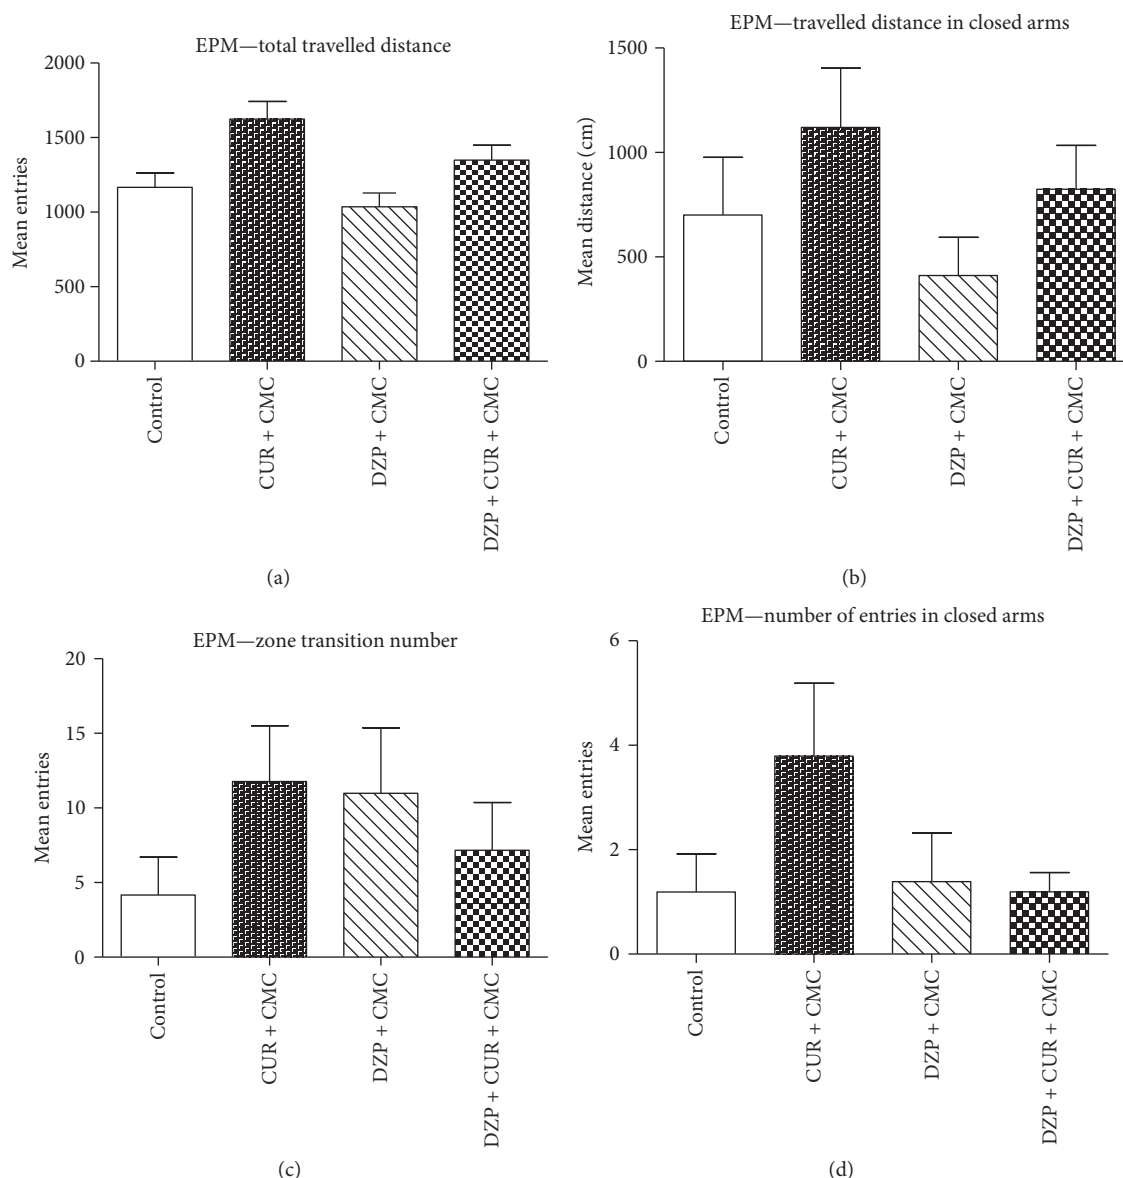 EPM—total travelled distance
2000
1500
1000
500
0
Mean entries
Control
CUR + CMC
DZP + CMC
DZP + CUR + CMC
(a)
EPM—travelled distance in closed arms
1500
1000
500
0
Mean distance (cm)
Control
CUR + CMC
DZP + CMC
DZP + CUR + CMC
(b)
EPM—zone transition number
20
15
10
5
0
Mean entries
Control
CUR + CMC
DZP + CMC
DZP + CUR + CMC
(c)
EPM—number of entries in closed arms
6
4
2
0
Mean entries
Control
CUR + CMC
DZP + CMC
DZP + CUR + CMC
(d)